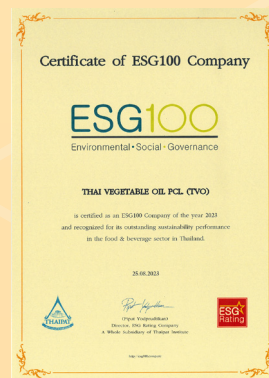 Certificate of ESG100 Company
ESG100
Environmental • Social • Governance
THAI VEGETABLE OIL PCL. (TVO)
is certified as an ESG100 Company of the year 2023
and recognized for its outstanding sustainability performance
in the food & beverage sector in Thailand.
25.08.2023
(Pipat Yodprudtikan)
Director, ESG Rating Company
A Whole Subsidiary of Thaipat Institute
THAIPAT
ESG
Rating